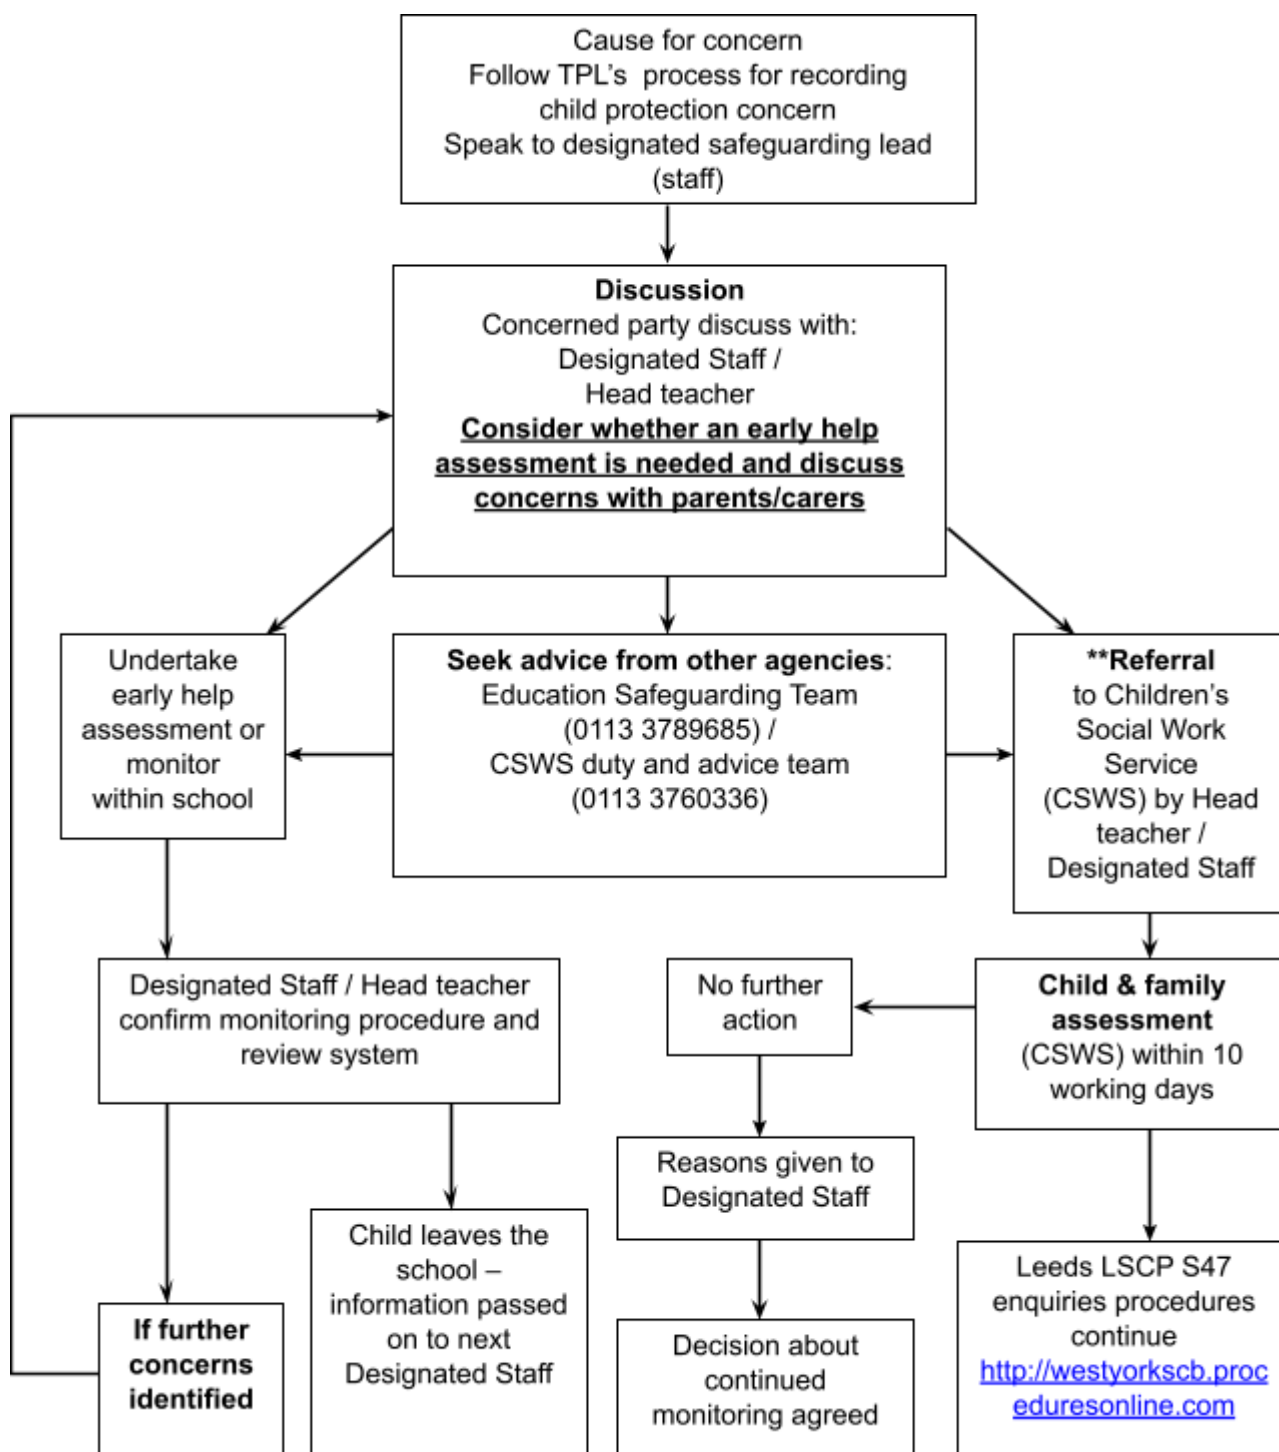 Cause for concern
Follow TPL's  process for recording
child protection concern
Speak to designated safeguarding lead
(staff)
Discussion
Concerned party discuss with:
Designated Staff /
Head teacher
Consider whether an early help
assessment is needed and discuss
concerns with parents/carers
Undertake
early help
assessment or
monitor
within school
Seek advice from other agencies:
Education Safeguarding Team
(0113 3789685) /
CSWS duty and advice team
(0113 3760336)
**Referral
to Children's
Social Work
Service
(CSWS) by Head
teacher /
Designated Staff
Designated Staff / Head teacher
confirm monitoring procedure and
review system
No further
action
Child & family
assessment
(CSWS) within 10
working days
Reasons given to
Designated Staff
If further
concerns
identified
Child leaves the
school –
information passed
on to next
Designated Staff
Decision about
continued
monitoring agreed
Leeds LSCP S47
enquiries procedures
continue
http://westyorkscb.proc
eduresonline.com